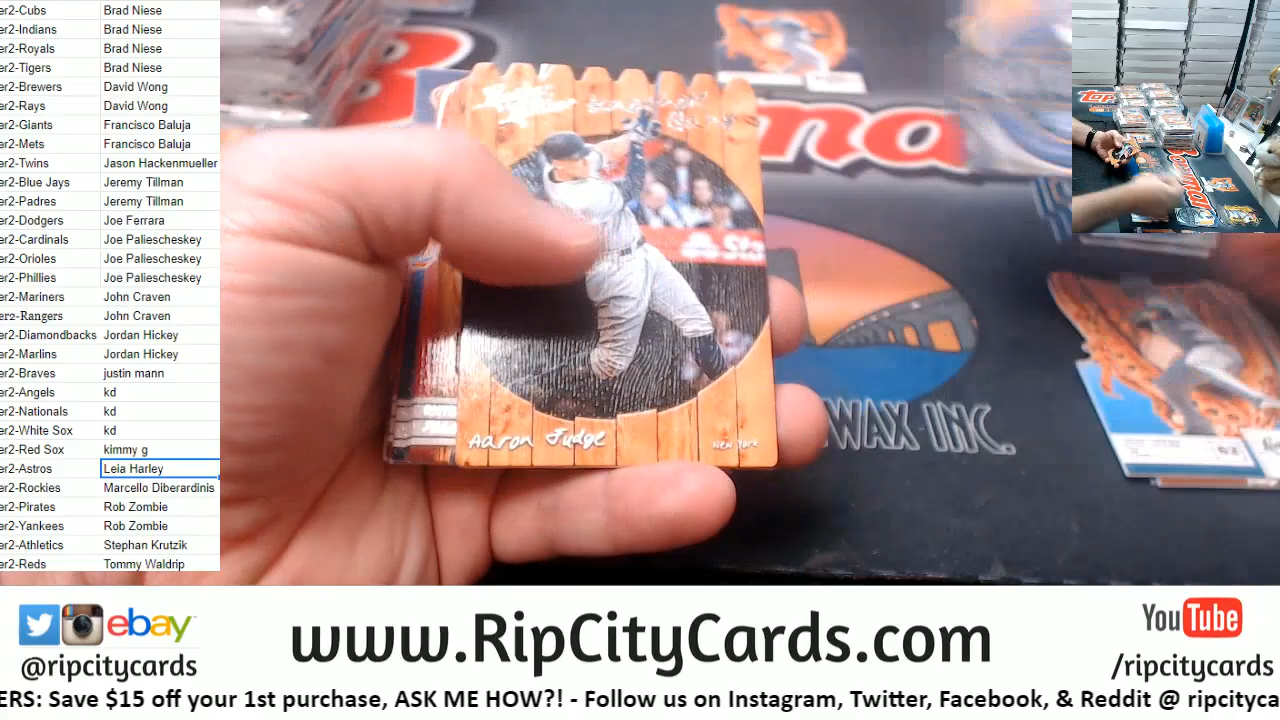 er2-Cubs Brad Niese
er2-Indians Brad Niese
er2-Royals Brad Niese
er2-Tigers Brad Niese
er2-Brewers David Wong
er2-Rays David Wong
er2-Giants Francisco Baluja
er2-Mets Francisco Baluja
er2-Twins Jason Hackenmueller
er2-Blue Jays Jeremy Tillman
er2-Padres Jeremy Tillman
er2-Dodgers Joe Ferrara
er2-Cardinals Joe Paliescheskey
er2-Orioles Joe Paliescheskey
er2-Phillies Joe Paliescheskey
er2-Mariners John Craven
er2-Rangers John Craven
er2-Diamondbacks Jordan Hickey
er2-Marlins Jordan Hickey
er2-Braves justin mann
er2-Angels kd
er2-Nationals kd
er2-White Sox kd
er2-Red Sox kimmy g
er2-Astros Leia Harley
er2-Rockies Marcello Diberardinis
er2-Pirates Rob Zombie
er2-Yankees Rob Zombie
er2-Athletics Stephan Krutzik
er2-Reds Tommy Waldrip
Aaron Judge
New York
WAX INC.
topps
Bowman
ebay
@ripcitycards
www.RipCityCards.com
YouTube
/ripcitycards
ERS: Save $15 off your 1st purchase, ASK ME HOW?! - Follow us on Instagram, Twitter, Facebook, & Reddit @ ripcityca